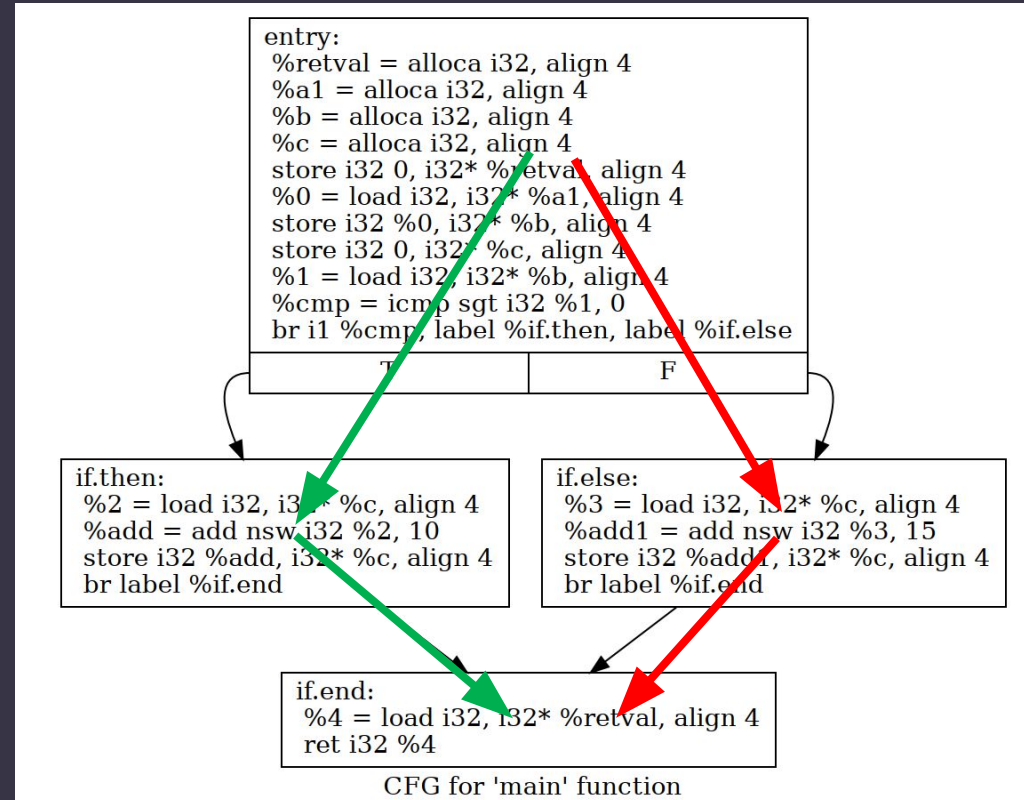 entry:
%retval = alloca i32, align 4
%a1 = alloca i32, align 4
%b = alloca i32, align 4
%c = alloca i32, align 4
store i32 0, i32* %retval, align 4
%0 = load i32, i32* %a1, align 4
store i32 %0, i32* %b, align 4
store i32 0, i32* %c, align 4
%1 = load i32, i32* %b, align 4
%cmp = icmp sgt i32 %1, 0
br i1 %cmp, label %if.then, label %if.else
T F
if.then:
%2 = load i32, i32* %c, align 4
%add = add nsw i32 %2, 10
store i32 %add, i32* %c, align 4
br label %if.end
if.else:
%3 = load i32, i32* %c, align 4
%add1 = add nsw i32 %3, 15
store i32 %add1, i32* %c, align 4
br label %if.end
if.end:
%4 = load i32, i32* %retval, align 4
ret i32 %4
CFG for 'main' function